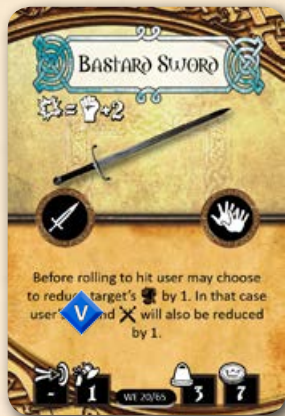 Bastard Sword
= +2
Before rolling to hit user may choose
to reduce target's by 1. In that case
user's and will also be reduced
by 1.
V
- 1 WE 20/65 3 7